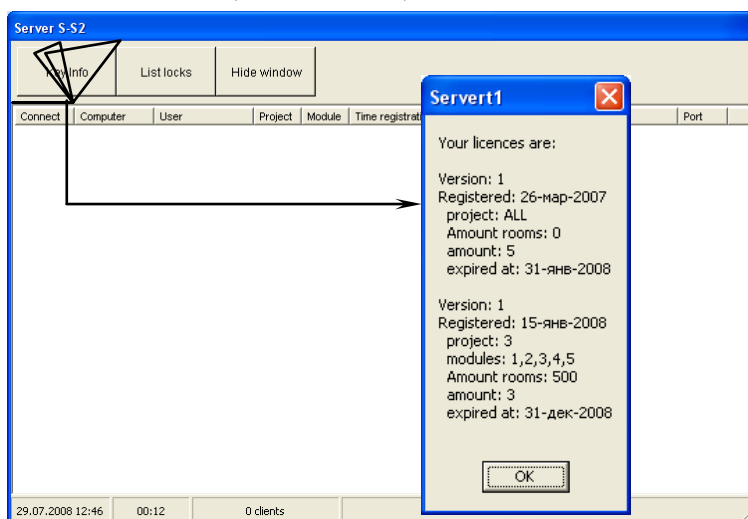 Server S-S2
Key Info
List locks
Hide window
Connect Computer User Project Module Time registrati Port
Servert1
Your licences are:
Version: 1
Registered: 26-мар-2007
project: ALL
Amount rooms: 0
amount: 5
expired at: 31-янв-2008
Version: 1
Registered: 15-янв-2008
project: 3
modules: 1,2,3,4,5
Amount rooms: 500
amount: 3
expired at: 31-дек-2008
OK
29.07.2008 12:46 00:12 0 clients